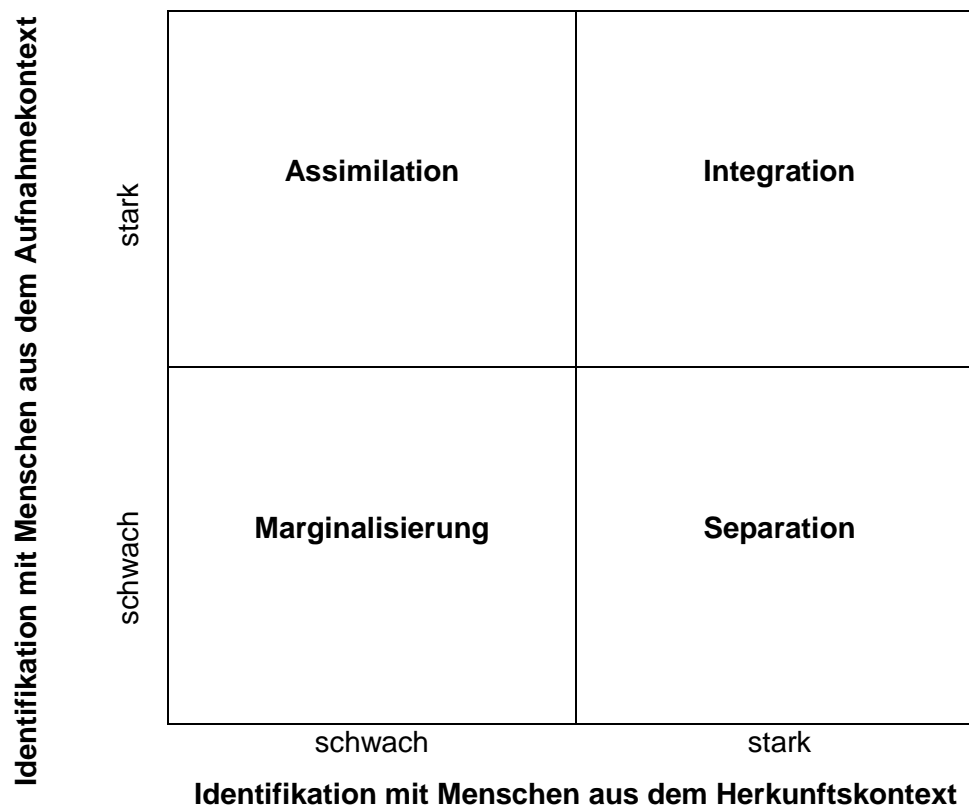 Identifikation mit Menschen aus dem Aufnahmekontext
stark
Assimilation
Integration
schwach
Marginalisierung
Separation
schwach
stark
Identifikation mit Menschen aus dem Herkunftskontext